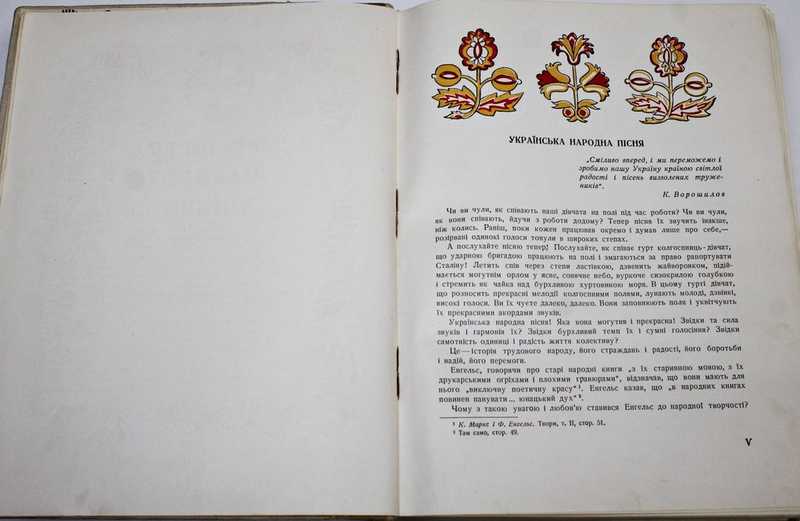 УКРАЇНСЬКА НАРОДНА ПІСНЯ
„Сміливо вперед, і ми переможемо і
зробимо нашу Україну країною світлої
радості і пісень визволених труже-
ників“.
К. Ворошилов
Чи ви чули, як співають наші дівчата на полі під час роботи? Чи ви чули,
як вони співають, йдучи з роботи додому? Тепер пісня їх звучить інакше,
ніж колись. Раніш, поки кожен працював окремо і думав лише про себе,—
розірвані одинокі голоси тонули в широких степах.
А послухайте пісню тепер! Послухайте, як співає гурт колгоспниць-дівчат,
що ударною бригадою працюють на полі і змагаються за право рапортувати
Сталіну! Летить спів через степи ластівкою, дзвенить жайворонком, підій-
мається могутнім орлом у ясне, сонячне небо, вуркоче сизокрилою голубкою
і стремить як чайка над бурхливою хуртовиною моря. В цьому гурті дівчат,
що розносить прекрасні мелодії колгоспними полями, лунають молоді, дзвінкі,
високі голоси. Ви їх чуєте далеко, далеко. Вони заповнюють поля і уквітчують
їх прекрасними акордами звуків.
Українська народна пісня! Яка вона могутня і прекрасна! Звідки та сила
звуків і гармонія їх? Звідки бурхливий темп їх і сумні голосіння? Звідки
самотність одиниці і радість життя колективу?
Це — історія трудового народу, його страждань і радості, його боротьби
і надій, його перемоги.
Енгельс, говорячи про старі народні книги „з їх старинною мовою, з їх
друкарськими огріхами і плохими гравюрами“, відзначав, що вони мають для
нього „виключну поетичну красу“¹. Енгельс казав, що „в народних книгах
повинен панувати... юнацький дух“².
Чому з такою увагою і любов'ю ставився Енгельс до народної творчості?
¹ К. Маркс і Ф. Енгельс. Твори, т. II, стор. 51.
² Там само, стор. 49.
V